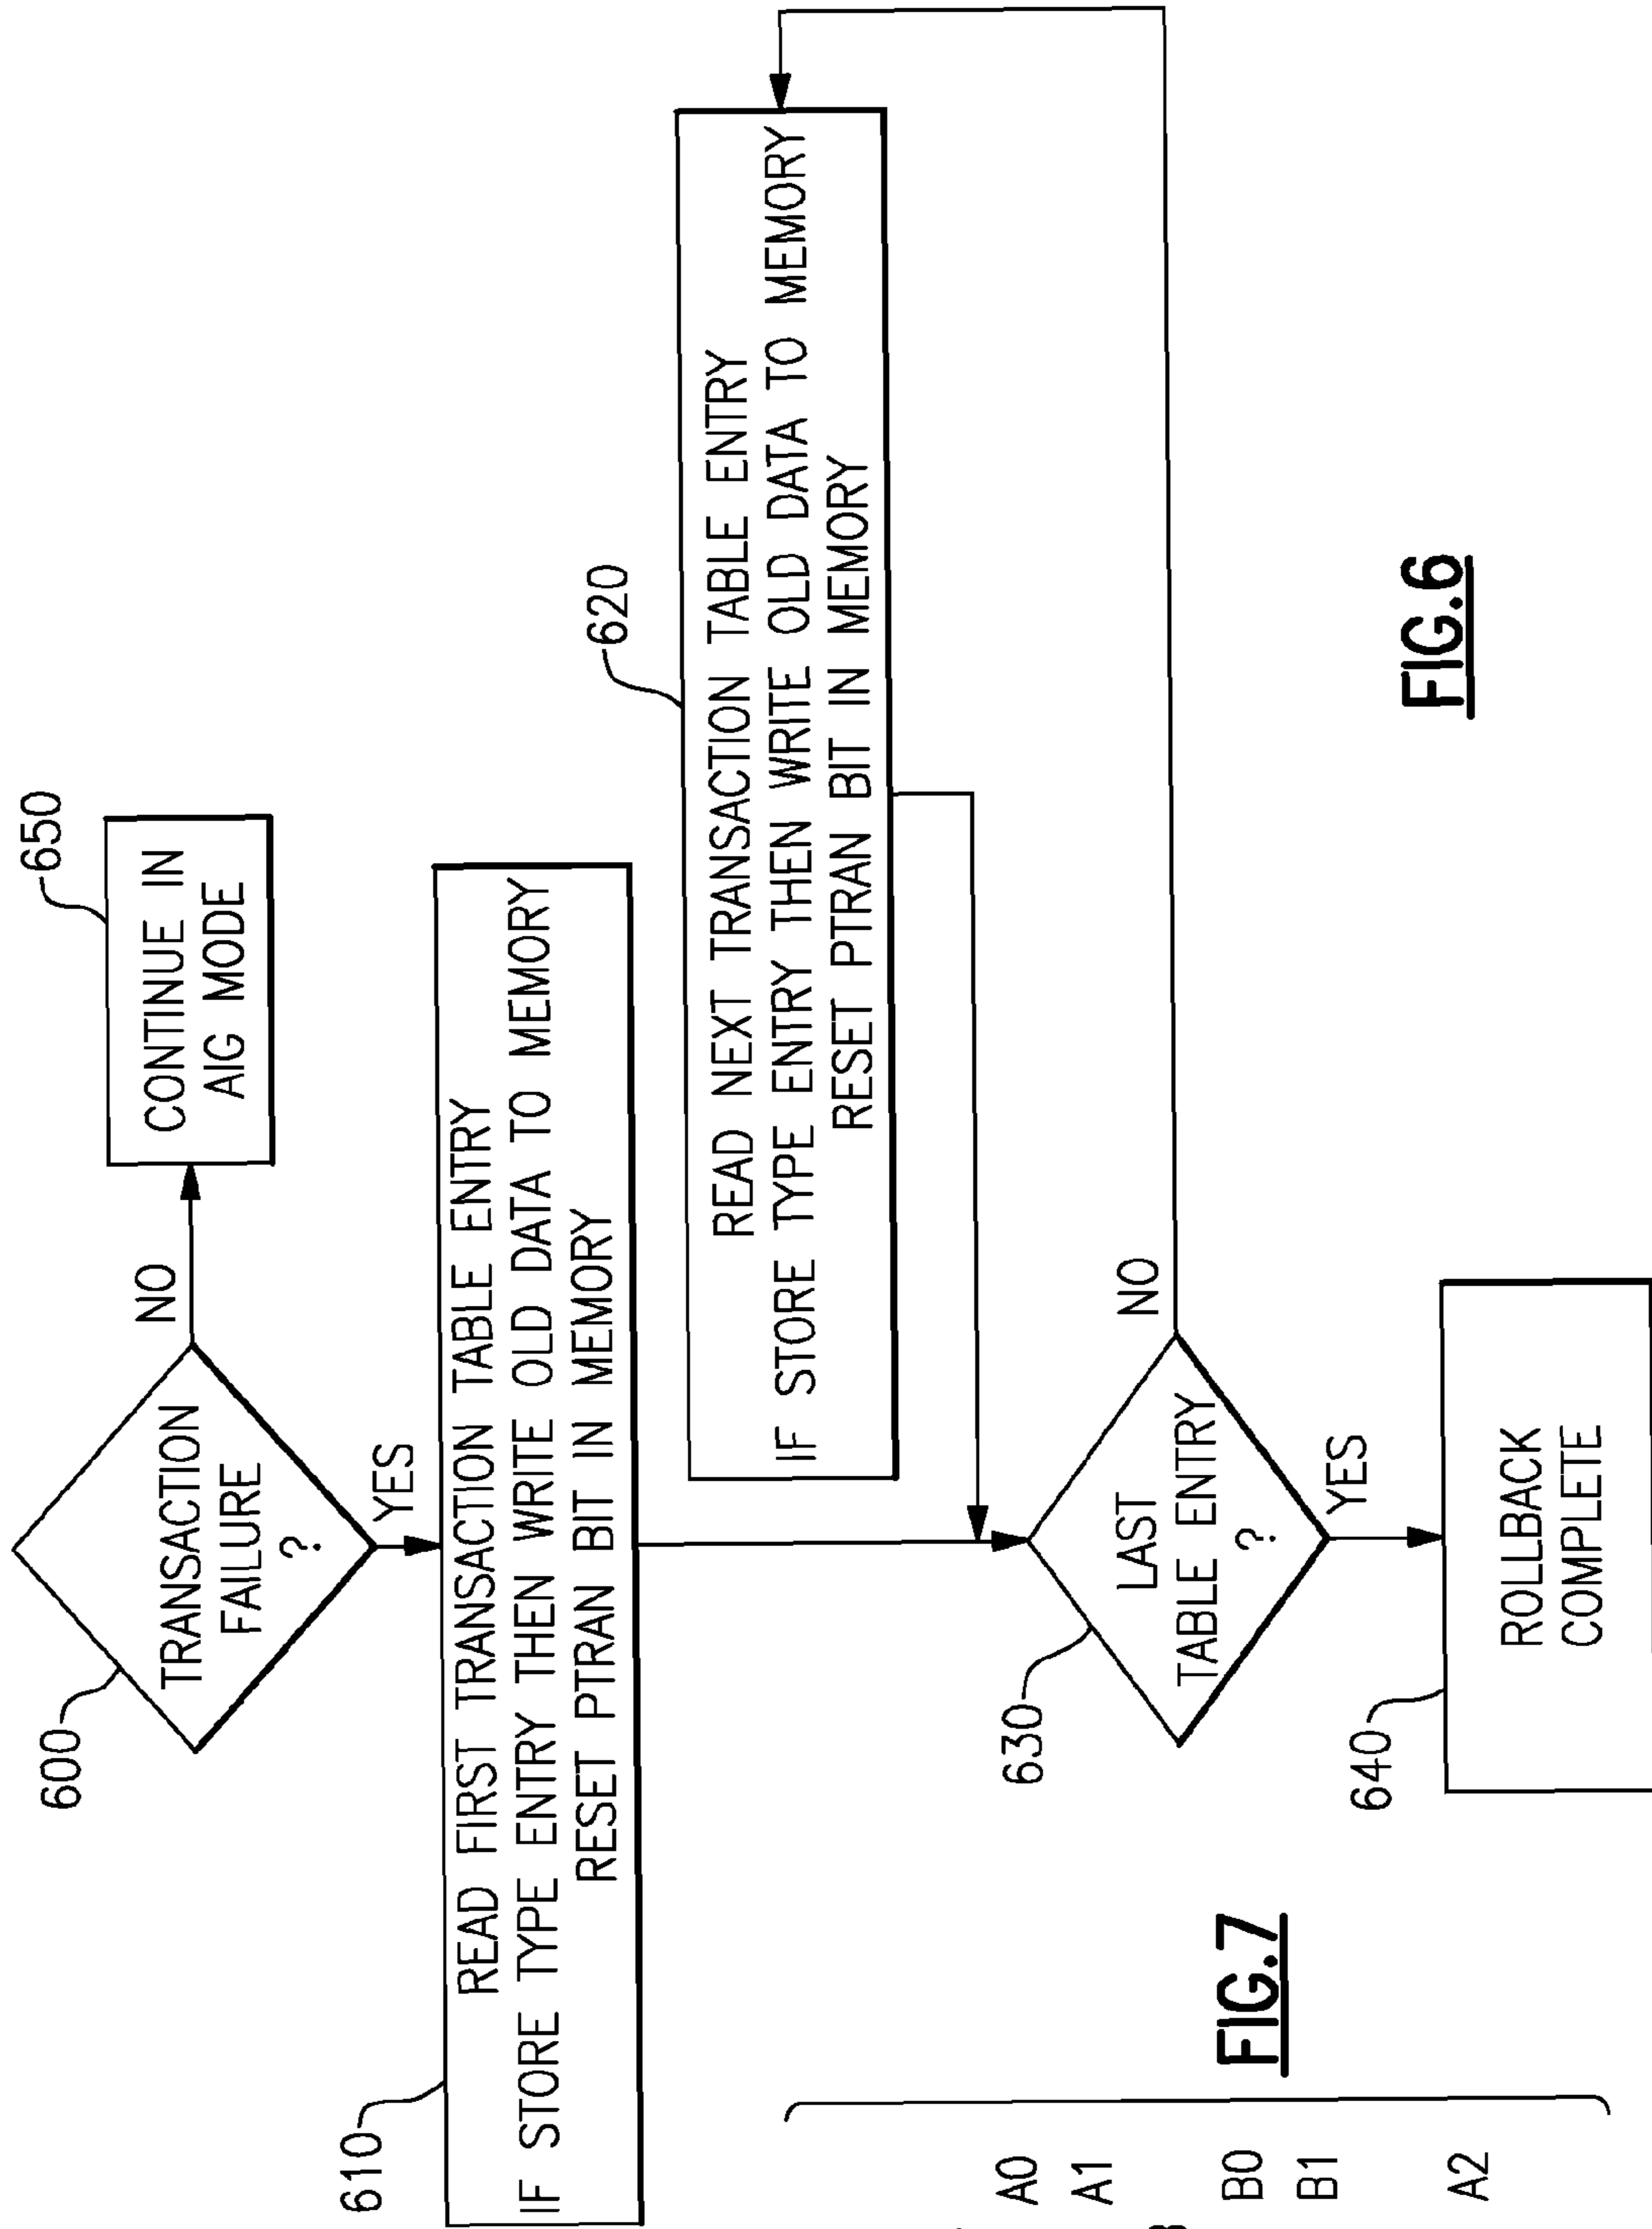 600
TRANSACTION
FAILURE
?
NO
650
CONTINUE IN
AIG MODE
YES
610
READ FIRST TRANSACTION TABLE ENTRY
IF STORE TYPE ENTRY THEN WRITE OLD DATA TO MEMORY
RESET PTRAN BIT IN MEMORY
620
READ NEXT TRANSACTION TABLE ENTRY
IF STORE TYPE ENTRY THEN WRITE OLD DATA TO MEMORY
RESET PTRAN BIT IN MEMORY
630
LAST
TABLE ENTRY
?
NO
YES
640
ROLLBACK
COMPLETE
FIG.6
A0
A1
B0
B1
A2
FIG.7